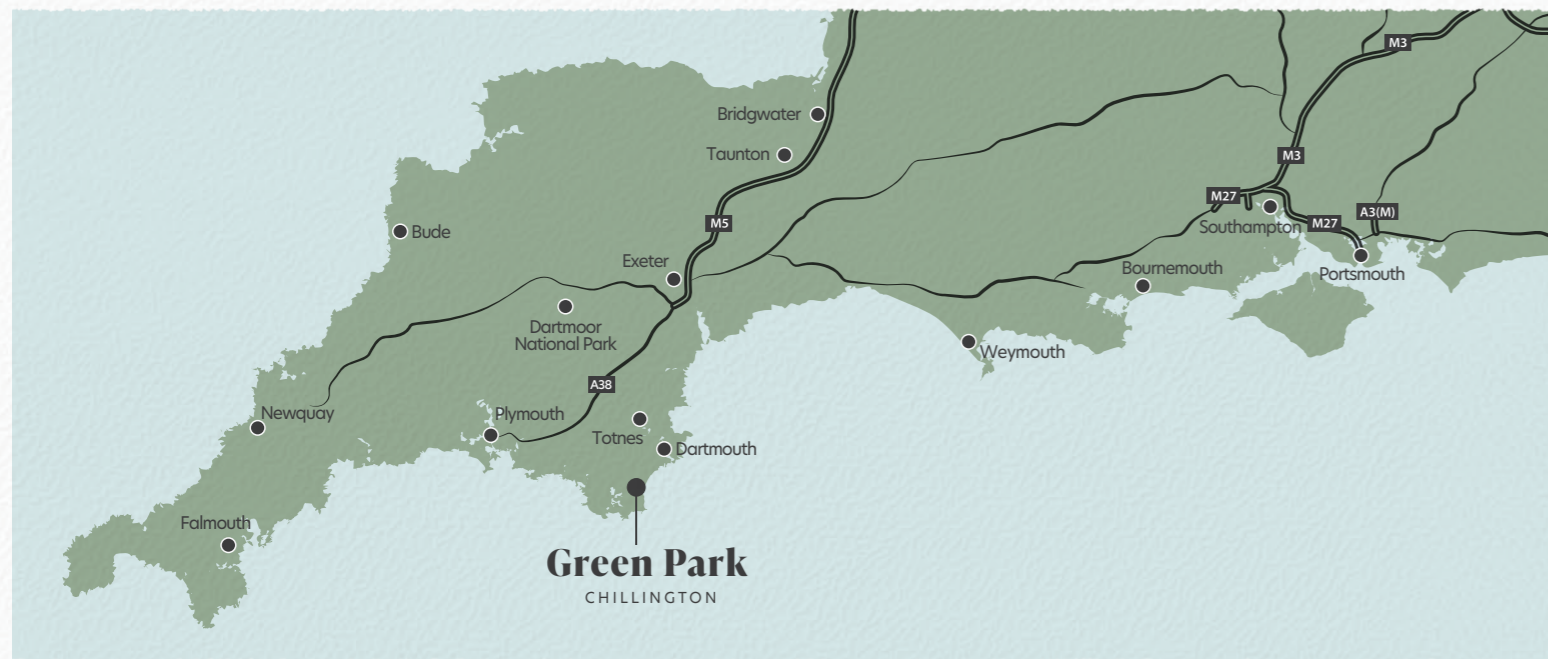 M3
Bridgwater
Taunton
M3
M27
A3(M)
M5
M27
Southampton
Bude
Exeter
Bournemouth
Portsmouth
Dartmoor
National Park
Weymouth
A38
Newquay
Plymouth
Totnes
Dartmouth
Falmouth
Green Park
CHILLINGTON